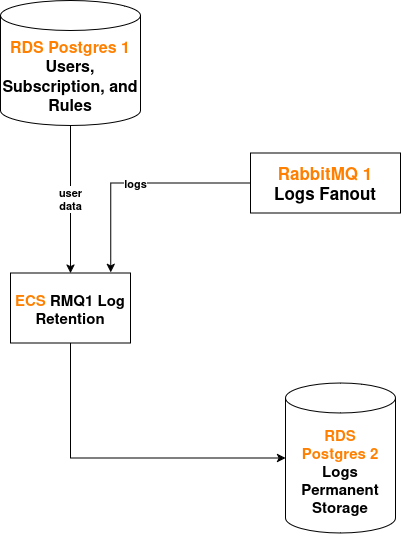 RDS Postgres 1
Users,
Subscription, and
Rules
user
data
logs
RabbitMQ 1
Logs Fanout
ECS RMQ1 Log
Retention
RDS
Postgres 2
Logs
Permanent
Storage